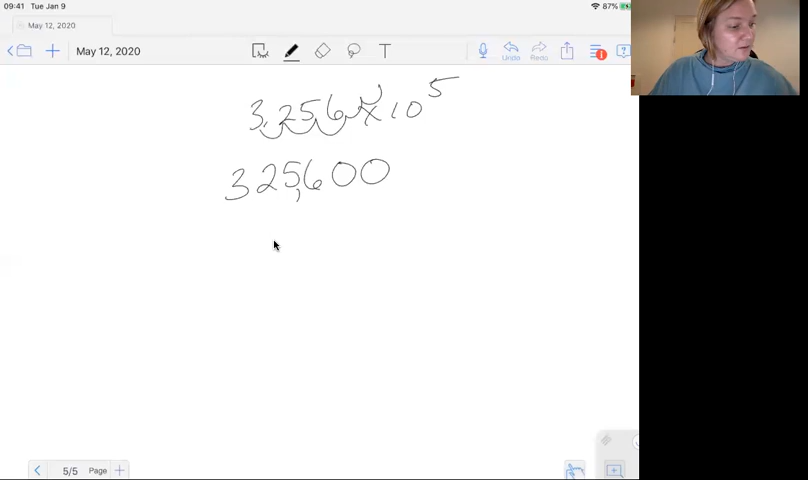 09:41 Tue Jan 9
87%
May 12, 2020
May 12, 2020
T
Undo
Redo
3.256 x 10^5
325,600
5/5 Page